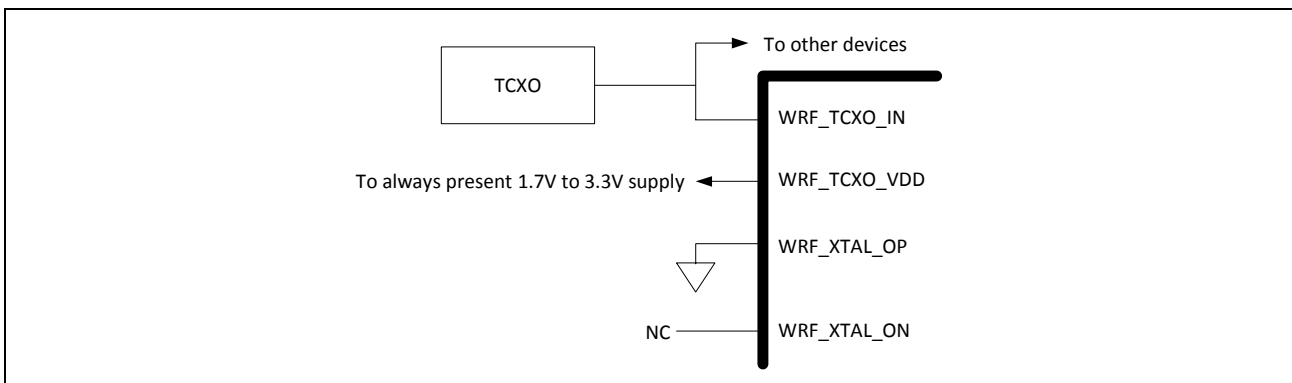 To other devices
TCXO
WRF_TCXO_IN
To always present 1.7V to 3.3V supply
WRF_TCXO_VDD
WRF_XTAL_OP
NC
WRF_XTAL_ON